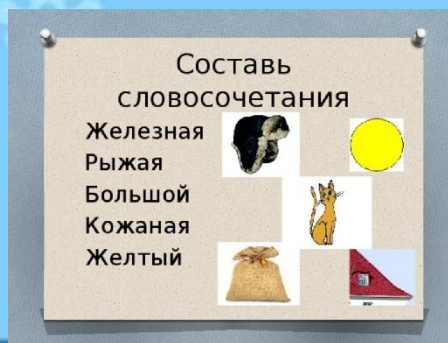 Составь
словосочетания
Железная
Рыжая
Большой
Кожаная
Желтый